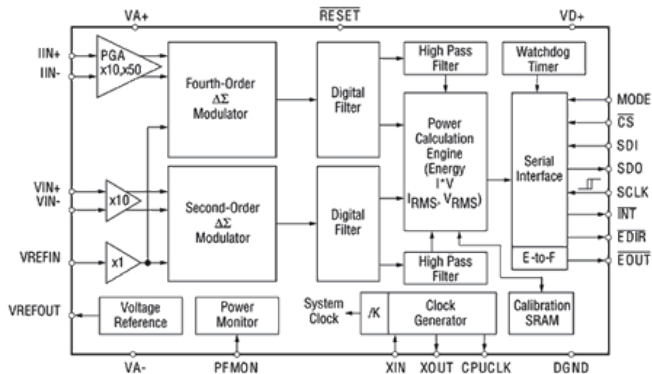 VA+
RESET
VD+
IIN+
IIN-
PGA
x10,x50
Fourth-Order
ΔΣ
Modulator
Digital
Filter
High Pass
Filter
Watchdog
Timer
MODE
CS
SDI
SDO
SCLK
INT
EDIR
EOUT
Power
Calculation
Engine
(Energy
I*V
IRMS, VRMS)
Serial
Interface
E-to-F
VIN+
VIN-
x10
Second-Order
ΔΣ
Modulator
Digital
Filter
VREFIN
x1
High Pass
Filter
VREFOUT
Voltage
Reference
Power
Monitor
System
Clock
/K
Clock
Generator
Calibration
SRAM
VA-
PFMON
XIN
XOUT
CPUCLK
DGND